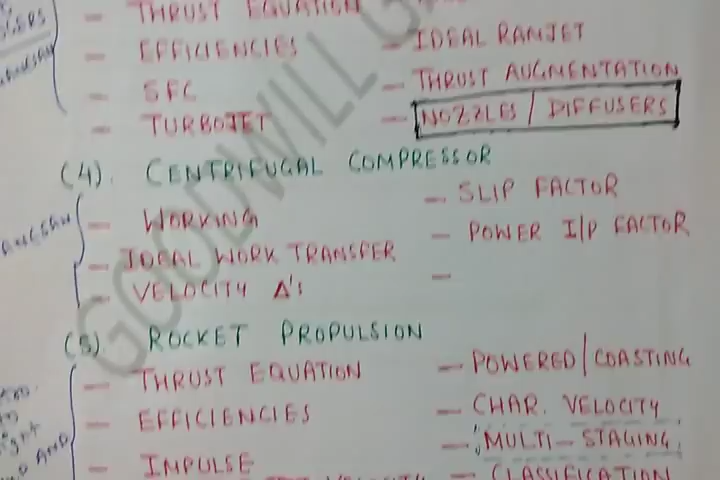 - THRUST EQUATION
- EFFICIENCIES
- SFC
- TURBOJET
- IDEAL RAMJET
- THRUST AUGMENTATION
- NOZZLES / DIFFUSERS
(4). CENTRIFUGAL COMPRESSOR
- WORKING
- IDEAL WORK TRANSFER
- VELOCITY Δ's
- SLIP FACTOR
- POWER I/P FACTOR
-
(5). ROCKET PROPULSION
- THRUST EQUATION
- EFFICIENCIES
- IMPULSE
- POWERED/COASTING
- CHAR. VELOCITY
- MULTI-STAGING
- CLASSIFICATION
GOODWILL